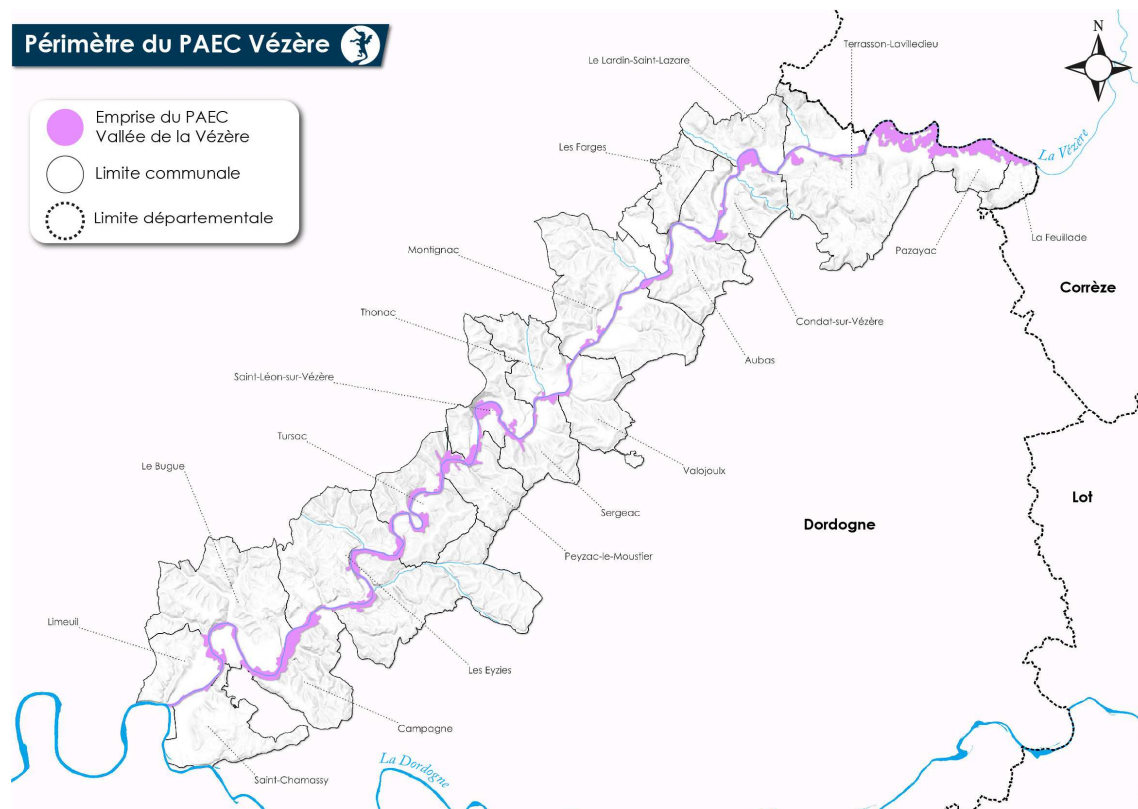 Périmètre du PAEC Vézère
N
Emprise du PAEC
Vallée de la Vézère
Limite communale
Limite départementale
Terrasson-Lavilledieu
Le Lardin-Saint-Lazare
Les Farges
La Vézère
Pazayac
La Feuillade
Montignac
Corrèze
Thonac
Condat-sur-Vézère
Aubas
Saint-Léon-sur-Vézère
Tursac
Le Bugue
Valojoulx
Lot
Sergeac
Dordogne
Peyzac-le-Moustier
Limeuil
Les Eyzies
Campagne
La Dordogne
Saint-Chamassy